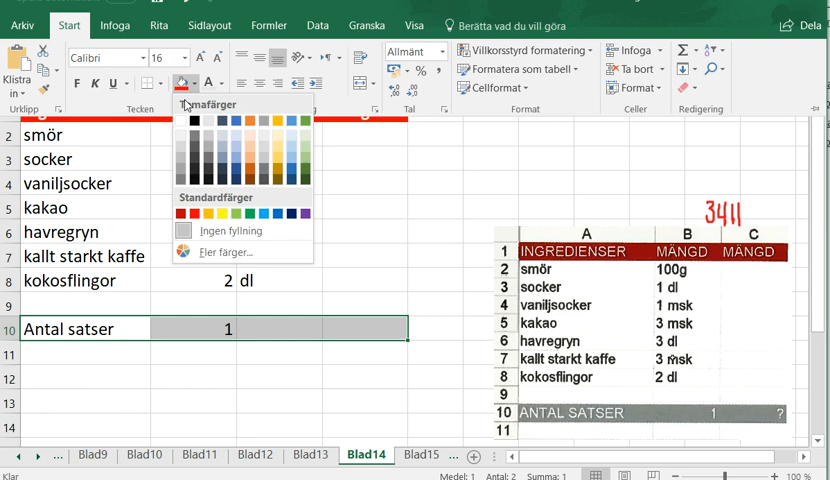 Arkiv Start Infoga Rita Sidlayout Formler Data Granska Visa Berätta vad du vill göra Dela
Klistra in
Calibri 16
F K U
Allmänt
Villkorsstyrd formatering
Formatera som tabell
Cellformat
Infoga
Ta bort
Format
Urklipp Tecken Tal Format Celler Redigering
Temafärger
Standardfärger
Ingen fyllning
Fler färger...
2 smör
3 socker
4 vaniljsocker
5 kakao
6 havregryn
7 kallt starkt kaffe
8 kokosflingor 2 dl
9
10 Antal satser 1
11
12
13
14
3411
A B C
1 INGREDIENSER MÄNGD MÄNGD
2 smör 100g
3 socker 1 dl
4 vaniljsocker 1 msk
5 kakao 3 msk
6 havregryn 3 dl
7 kallt starkt kaffe 3 msk
8 kokosflingor 2 dl
9
10 ANTAL SATSER 1 ?
11
Blad9 Blad10 Blad11 Blad12 Blad13 Blad14 Blad15 ...
Klar Medel: 1 Antal: 2 Summa: 1 100 %